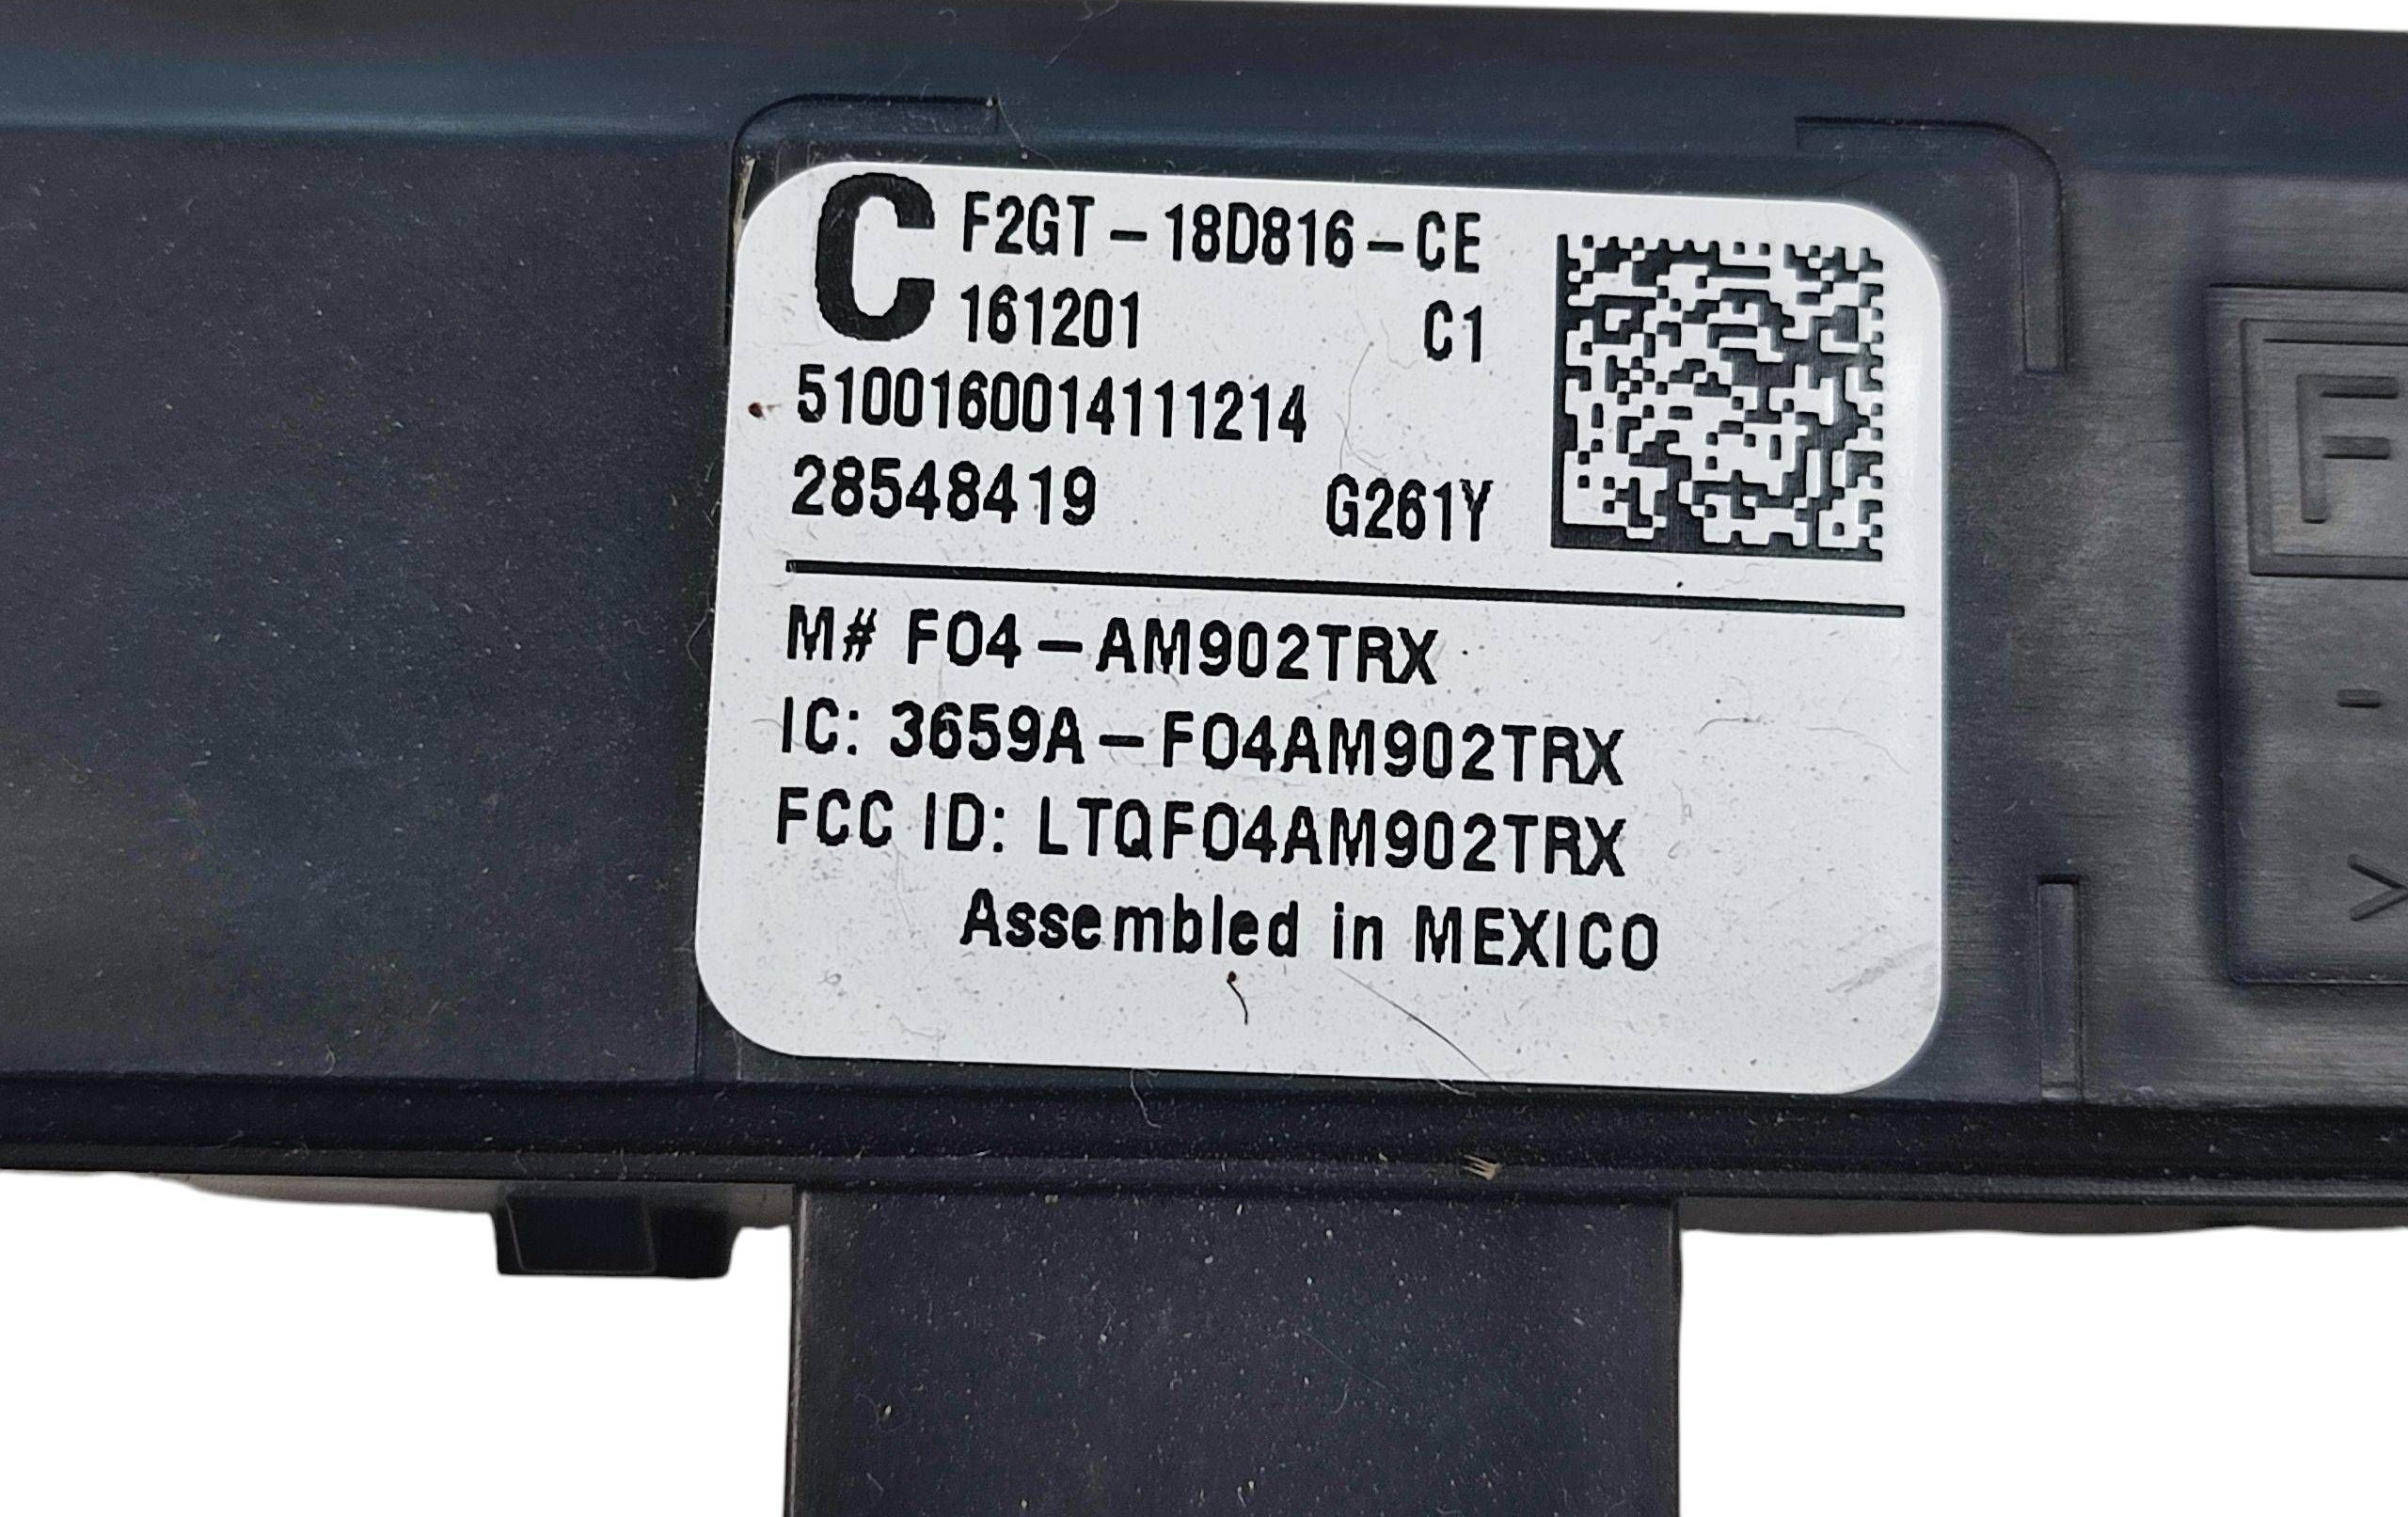 C F2GT-18D816-CE
161201 C1
5100160014111214
28548419 G261Y
M# FO4-AM902TRX
IC: 3659A-FO4AM902TRX
FCC ID: LTQFO4AM902TRX
Assembled in MEXICO